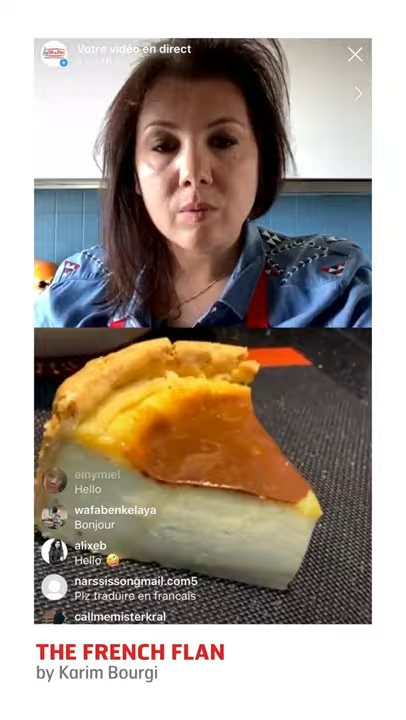 Votre vidéo en direct
einymiel
Hello
wafabenkelaya
Bonjour
alixeb
Hello 🤪
narssissongmail.com5
Plz traduire en francais
callmemisterkral
THE FRENCH FLAN
by Karim Bourgi